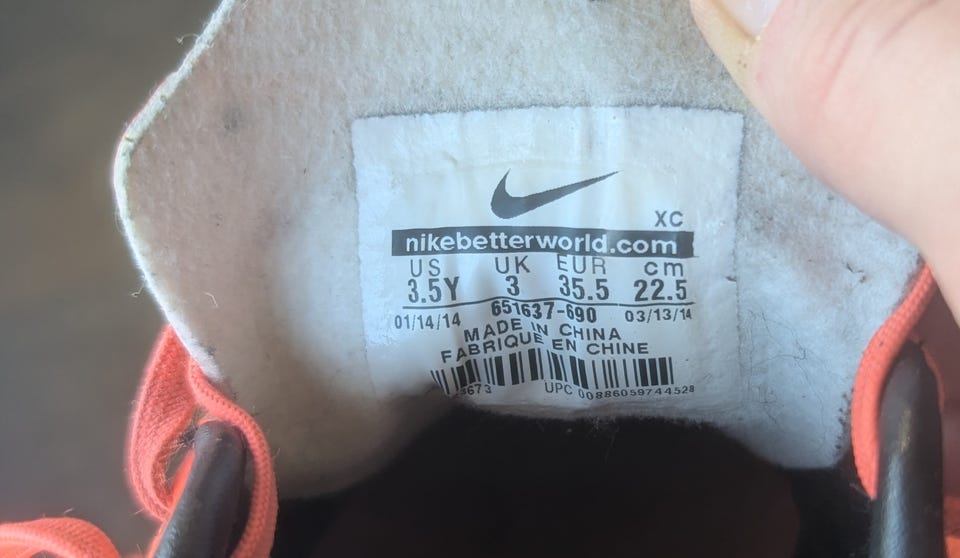 XC
nikebetterworld.com
US UK EUR cm
3.5Y 3 35.5 22.5
01/14/14 651637-690 03/13/14
MADE IN CHINA
FABRIQUE EN CHINE
3673 UPC 00886059744528